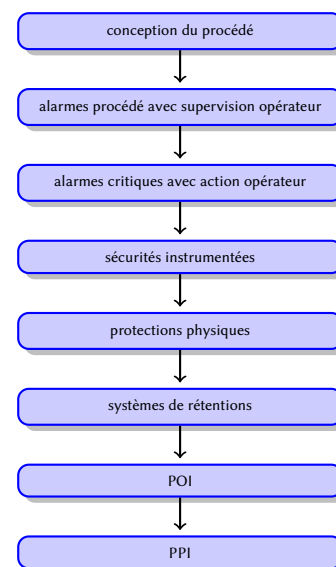 conception du procédé
alarmes procédé avec supervision opérateur
alarmes critiques avec action opérateur
sécurités instrumentées
protections physiques
systèmes de rétentions
POI
PPI